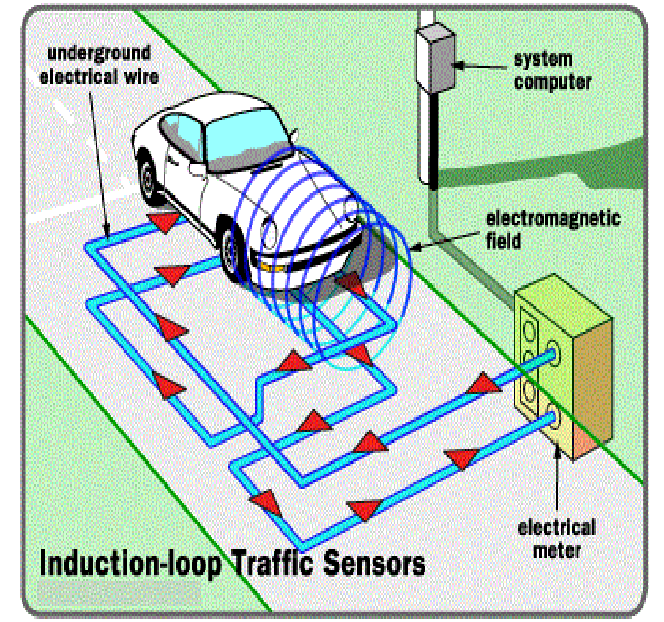 underground
electrical wire
system
computer
electromagnetic
field
electrical
meter
Induction-loop Traffic Sensors